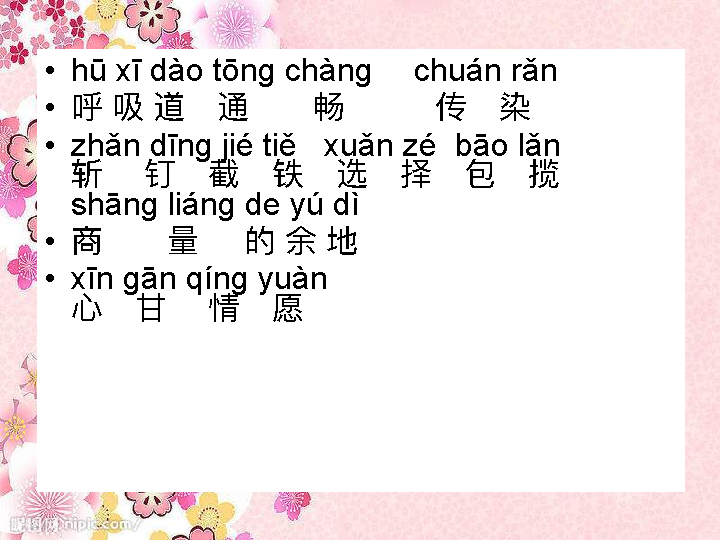 • hū xī dào tōng chàng chuán rǎn
• 呼 吸 道 通 畅 传 染
• zhǎn dīng jié tiě xuǎn zé bāo lǎn
斩 钉 截 铁 选 择 包 揽
shāng liáng de yú dì
• 商 量 的 余 地
• xīn gān qíng yuàn
心 甘 情 愿
昵图网 nipic.com/